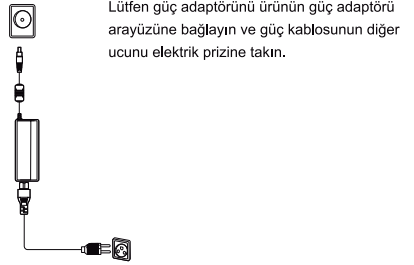 Lütfen güç adaptörünü ürünün güç adaptörü
arayüzüne bağlayın ve güç kablosunun diğer
ucunu elektrik prizine takın.